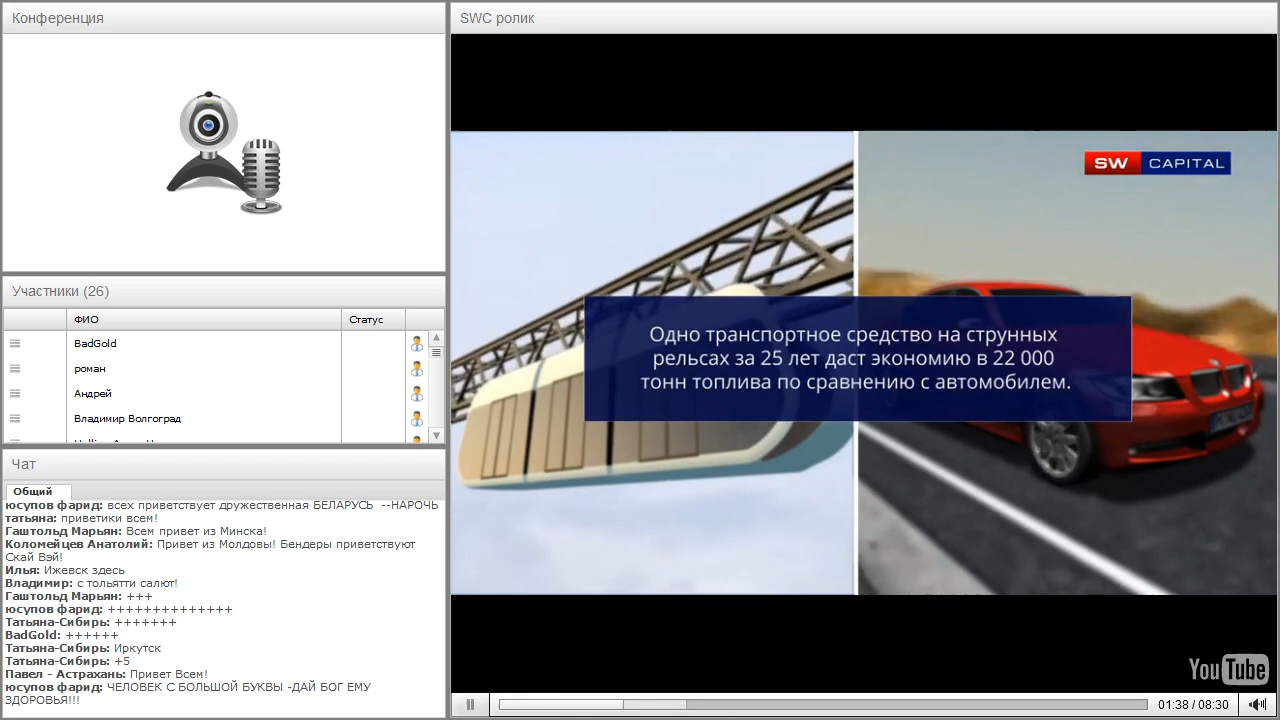 Конференция
SWC ролик
SW CAPITAL
Одно транспортное средство на струнных
рельсах за 25 лет даст экономию в 22 000
тонн топлива по сравнению с автомобилем.
YouTube
01:38 / 08:30
Участники (26)
ФИО Статус
BadGold
роман
Андрей
Владимир Волгоград
Чат
Общий
юсупов фарид: всех приветствует дружественная БЕЛАРУСЬ --НАРОЧЬ
татьяна: приветики всем!
Гаштольд Марьян: Всем привет из Минска!
Коломейцев Анатолий: Привет из Молдовы! Бендеры приветствуют
Скай Вэй!
Илья: Ижевск здесь
Владимир: с тольятти салют!
Гаштольд Марьян: +++
юсупов фарид: ++++++++++++++
Татьяна-Сибирь: +++++++
BadGold: ++++++
Татьяна-Сибирь: Иркутск
Татьяна-Сибирь: +5
Павел - Астрахань: Привет Всем!
юсупов фарид: ЧЕЛОВЕК С БОЛЬШОЙ БУКВЫ -ДАЙ БОГ ЕМУ
ЗДОРОВЬЯ!!!